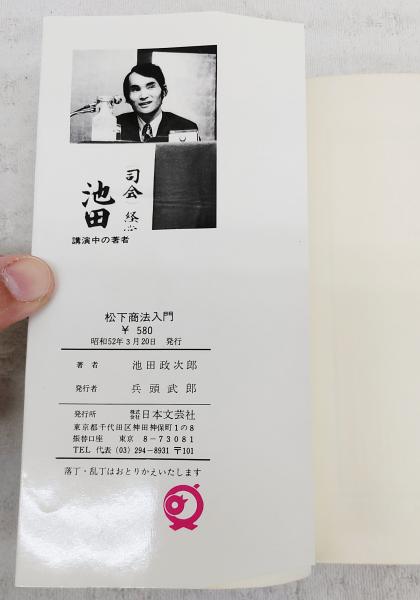 司会
経心
池田
講演中の著者
松下商法入門
￥ 580
昭和52年3月20日 発行
著者 池田政次郎
発行者 兵頭武郎
発行所 株式会社日本文芸社
東京都千代田区神田神保町1の8
振替口座 東京 8-73081
TEL 代表 (03) 294-8931 〒101
落丁・乱丁はおとりかえいたします